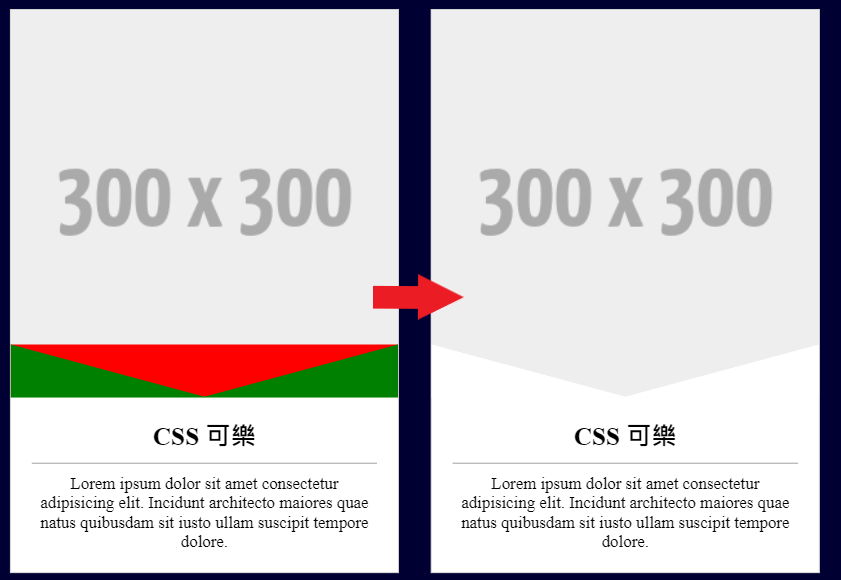 300 x 300
CSS 可樂
Lorem ipsum dolor sit amet consectetur
adipisicing elit. Incidunt architecto maiores quae
natus quibusdam sit iusto ullam suscipit tempore
dolore.
300 x 300
CSS 可樂
Lorem ipsum dolor sit amet consectetur
adipisicing elit. Incidunt architecto maiores quae
natus quibusdam sit iusto ullam suscipit tempore
dolore.